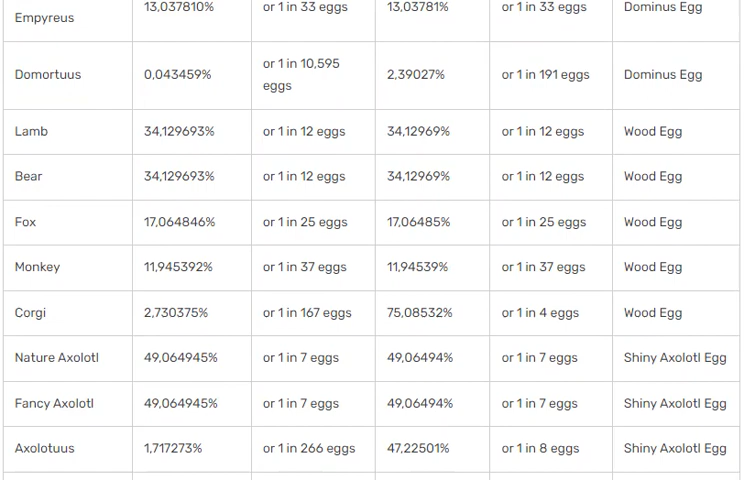 Empyreus 13,037810% or 1 in 33 eggs 13,03781% or 1 in 33 eggs Dominus Egg
Domortuus 0,043459% or 1 in 10,595 eggs 2,39027% or 1 in 191 eggs Dominus Egg
Lamb 34,129693% or 1 in 12 eggs 34,12969% or 1 in 12 eggs Wood Egg
Bear 34,129693% or 1 in 12 eggs 34,12969% or 1 in 12 eggs Wood Egg
Fox 17,064846% or 1 in 25 eggs 17,06485% or 1 in 25 eggs Wood Egg
Monkey 11,945392% or 1 in 37 eggs 11,94539% or 1 in 37 eggs Wood Egg
Corgi 2,730375% or 1 in 167 eggs 75,08532% or 1 in 4 eggs Wood Egg
Nature Axolotl 49,064945% or 1 in 7 eggs 49,06494% or 1 in 7 eggs Shiny Axolotl Egg
Fancy Axolotl 49,064945% or 1 in 7 eggs 49,06494% or 1 in 7 eggs Shiny Axolotl Egg
Axolotuus 1,717273% or 1 in 266 eggs 47,22501% or 1 in 8 eggs Shiny Axolotl Egg